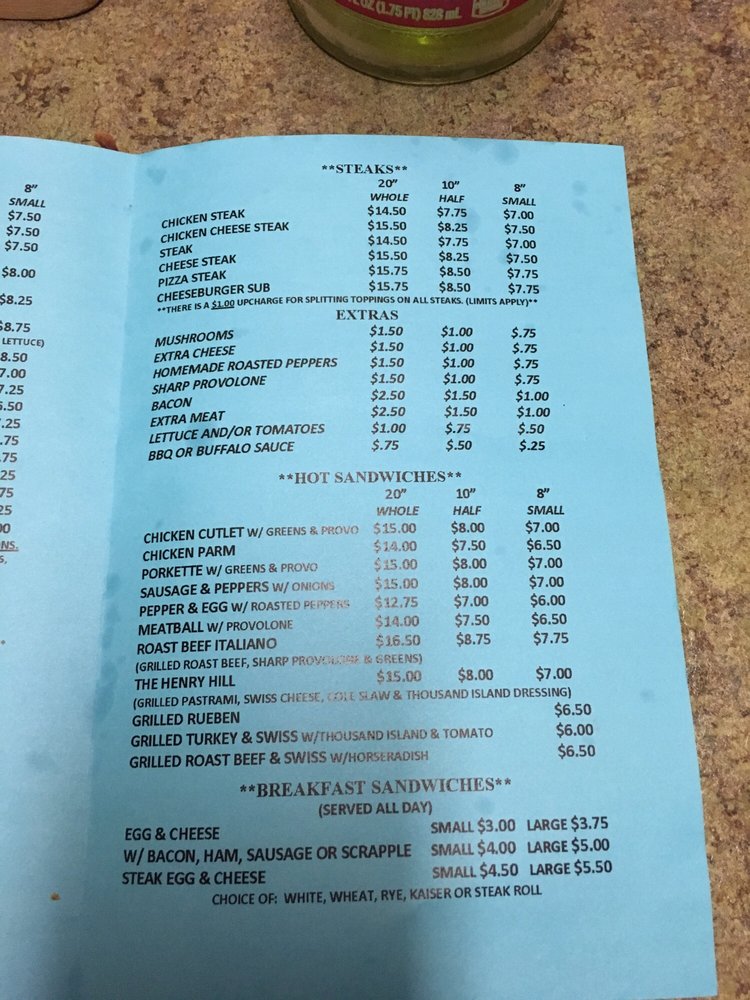 OZ (1.75 PT) 828 mL
8"
SMALL
$7.50
$7.50
$7.50
$8.00
$8.25
$8.75
LETTUCE)
8.50
7.00
7.25
.25
.75
.75
25
75
25
**STEAKS**
20" 10" 8"
WHOLE HALF SMALL
CHICKEN STEAK $14.50 $7.75 $7.00
CHICKEN CHEESE STEAK $15.50 $8.25 $7.50
STEAK $14.50 $7.75 $7.00
CHEESE STEAK $15.50 $8.25 $7.50
PIZZA STEAK $15.75 $8.50 $7.75
CHEESEBURGER SUB $15.75 $8.50 $7.75
**THERE IS A $1.00 UPCHARGE FOR SPLITTING TOPPINGS ON ALL STEAKS. (LIMITS APPLY)**
EXTRAS
MUSHROOMS $1.50 $1.00 $.75
EXTRA CHEESE $1.50 $1.00 $.75
HOMEMADE ROASTED PEPPERS $1.50 $1.00 $.75
SHARP PROVOLONE $1.50 $1.00 $.75
BACON $2.50 $1.50 $1.00
EXTRA MEAT $2.50 $1.50 $1.00
LETTUCE AND/OR TOMATOES $1.00 $.75 $.50
BBQ OR BUFFALO SAUCE $.75 $.50 $.25
**HOT SANDWICHES**
20" 10" 8"
WHOLE HALF SMALL
CHICKEN CUTLET W/ GREENS & PROVO $15.00 $8.00 $7.00
CHICKEN PARM $14.00 $7.50 $6.50
PORKETTE W/ GREENS & PROVO $15.00 $8.00 $7.00
SAUSAGE & PEPPERS W/ ONIONS $15.00 $8.00 $7.00
PEPPER & EGG W/ ROASTED PEPPERS $12.75 $7.00 $6.00
MEATBALL W/ PROVOLONE $14.00 $7.50 $6.50
ROAST BEEF ITALIANO $16.50 $8.75 $7.75
(GRILLED ROAST BEEF, SHARP PROVOLONE & GREENS)
THE HENRY HILL $15.00 $8.00 $7.00
(GRILLED PASTRAMI, SWISS CHEESE, COLE SLAW & THOUSAND ISLAND DRESSING)
GRILLED RUEBEN $6.50
GRILLED TURKEY & SWISS W/THOUSAND ISLAND & TOMATO $6.00
GRILLED ROAST BEEF & SWISS W/HORSERADISH $6.50
**BREAKFAST SANDWICHES**
(SERVED ALL DAY)
EGG & CHEESE SMALL $3.00 LARGE $3.75
W/ BACON, HAM, SAUSAGE OR SCRAPPLE SMALL $4.00 LARGE $5.00
STEAK EGG & CHEESE SMALL $4.50 LARGE $5.50
CHOICE OF: WHITE, WHEAT, RYE, KAISER OR STEAK ROLL